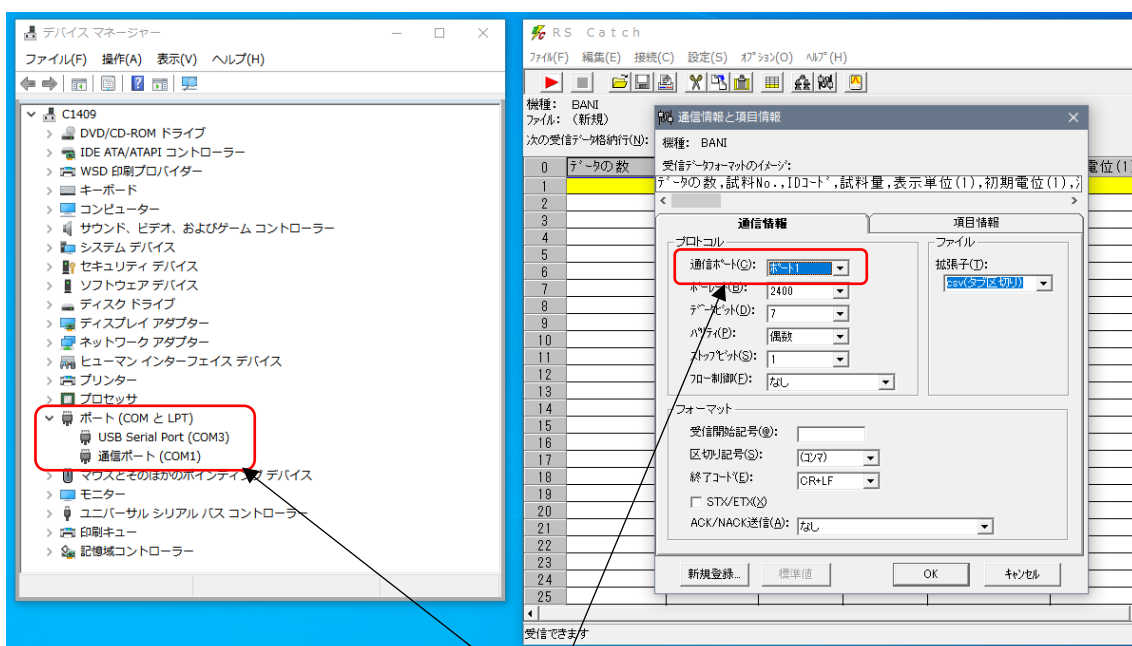 デバイス マネージャー
ファイル(F) 操作(A) 表示(V) ヘルプ(H)
C1409
DVD/CD-ROM ドライブ
IDE ATA/ATAPI コントローラー
WSD 印刷プロバイダー
キーボード
コンピューター
サウンド、ビデオ、およびゲーム コントローラー
システム デバイス
セキュリティ デバイス
ソフトウェア デバイス
ディスク ドライブ
ディスプレイ アダプター
ネットワーク アダプター
ヒューマン インターフェイス デバイス
プリンター
プロセッサ
ポート (COM と LPT)
USB Serial Port (COM3)
通信ポート (COM1)
マウスとそのほかのポインティング デバイス
モニター
ユニバーサル シリアル バス コントローラー
印刷キュー
記憶域コントローラー
RS Catch
ファイル(F) 編集(E) 接続(C) 設定(S) オプション(O) ヘルプ(H)
機種: BANI
ファイル: (新規)
次の受信データ格納行(N):
0 データの数 電位(1)
1
2
3
4
5
6
7
8
9
10
11
12
13
14
15
16
17
18
19
20
21
22
23
24
25
受信できます
通信情報と項目情報
機種: BANI
受信データフォーマットのイメージ:
データの数,試料No.,IDコード,試料量,表示単位(1),初期電位(1),
通信情報 項目情報
プロトコル
通信ポート(C): ポート1
ボーレート(B): 2400
データビット(D): 7
パリティ(P): 偶数
ストップビット(S): 1
フロー制御(F): なし
ファイル
拡張子(T):
csv(タブ区切り)
フォーマット
受信開始記号(@):
区切り記号(S): (コンマ)
終了コード(E): CR+LF
STX/ETX(X)
ACK/NACK送信(A): なし
新規登録... 標準値 OK キャンセル